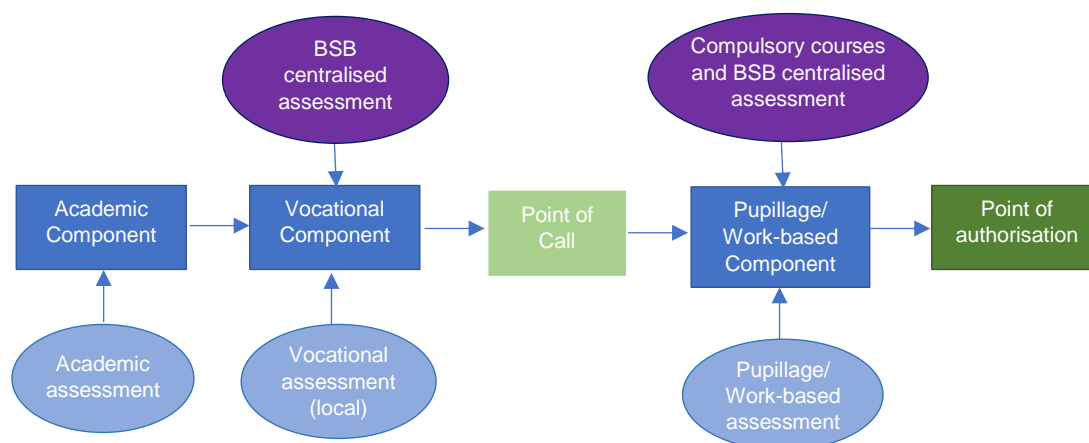 BSB
centralised
assessment
Compulsory courses
and BSB centralised
assessment
Academic
Component
Vocational
Component
Point of
Call
Pupillage/
Work-based
Component
Point of
authorisation
Academic
assessment
Vocational
assessment
(local)
Pupillage/
Work-based
assessment